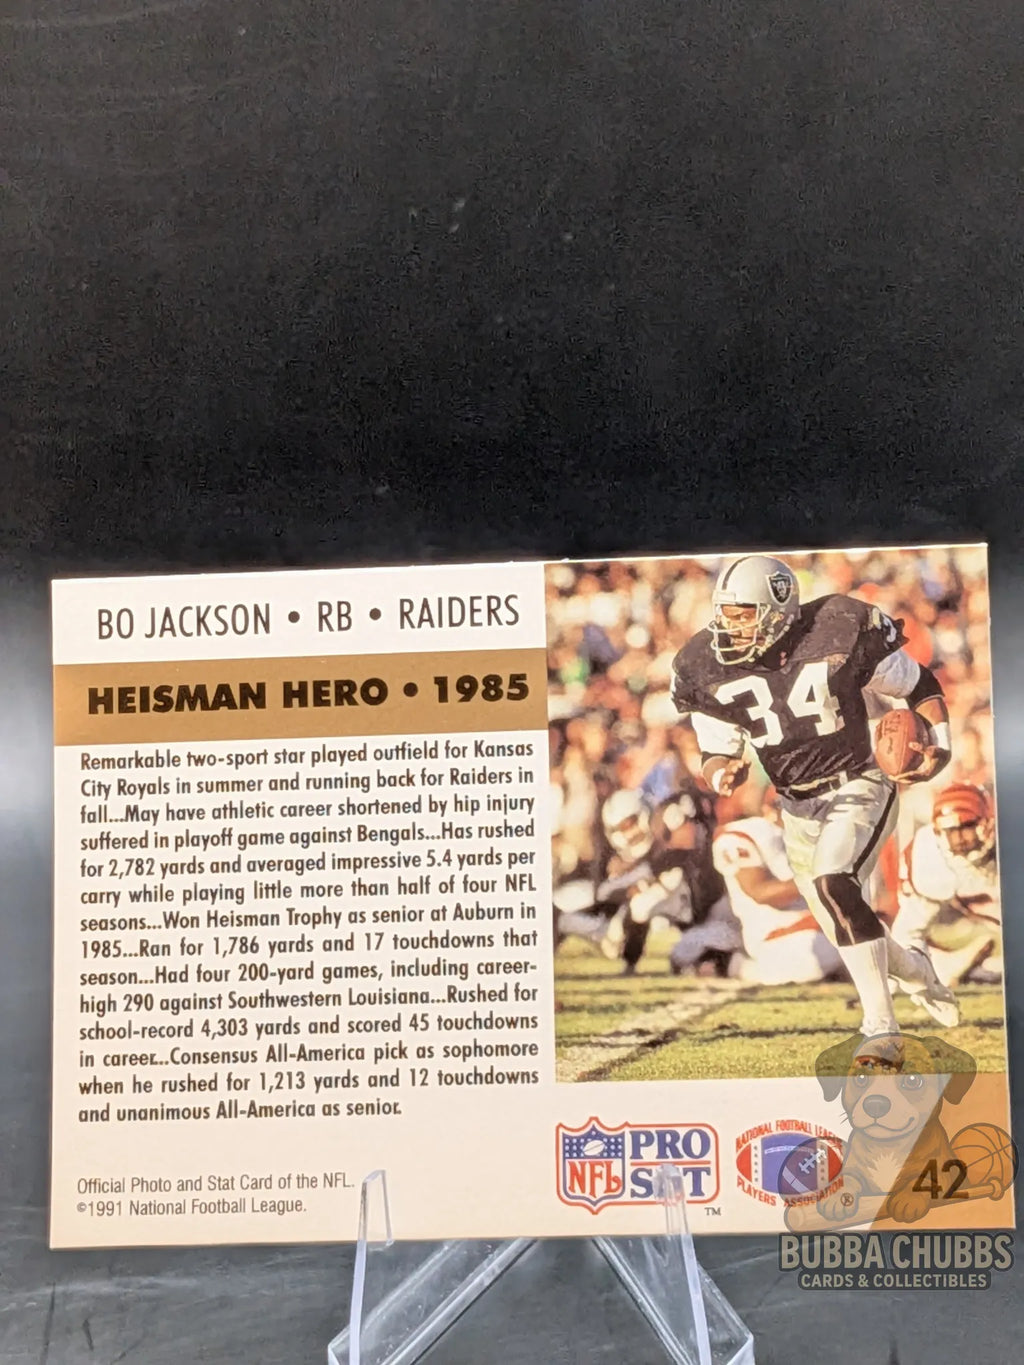 BO JACKSON • RB • RAIDERS
HEISMAN HERO • 1985
Remarkable two-sport star played outfield for Kansas
City Royals in summer and running back for Raiders in
fall...May have athletic career shortened by hip injury
suffered in playoff game against Bengals...Has rushed
for 2,782 yards and averaged impressive 5.4 yards per
carry while playing little more than half of four NFL
seasons...Won Heisman Trophy as senior at Auburn in
1985...Ran for 1,786 yards and 17 touchdowns that
season...Had four 200-yard games, including career-
high 290 against Southwestern Louisiana...Rushed for
school-record 4,303 yards and scored 45 touchdowns
in career...Consensus All-America pick as sophomore
when he rushed for 1,213 yards and 12 touchdowns
and unanimous All-America as senior.
Official Photo and Stat Card of the NFL.
©1991 National Football League.
34
34
NFL
PRO
SET
TM
NATIONAL FOOTBALL LEAGUE
PLAYERS ASSOCIATION
®
42
BUBBA CHUBBS
CARDS & COLLECTIBLES